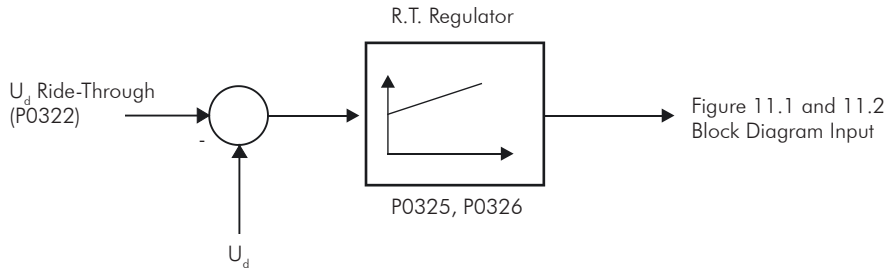 R.T. Regulator
U_d Ride-Through
(P0322)
-
Figure 11.1 and 11.2
Block Diagram Input
P0325, P0326
U_d